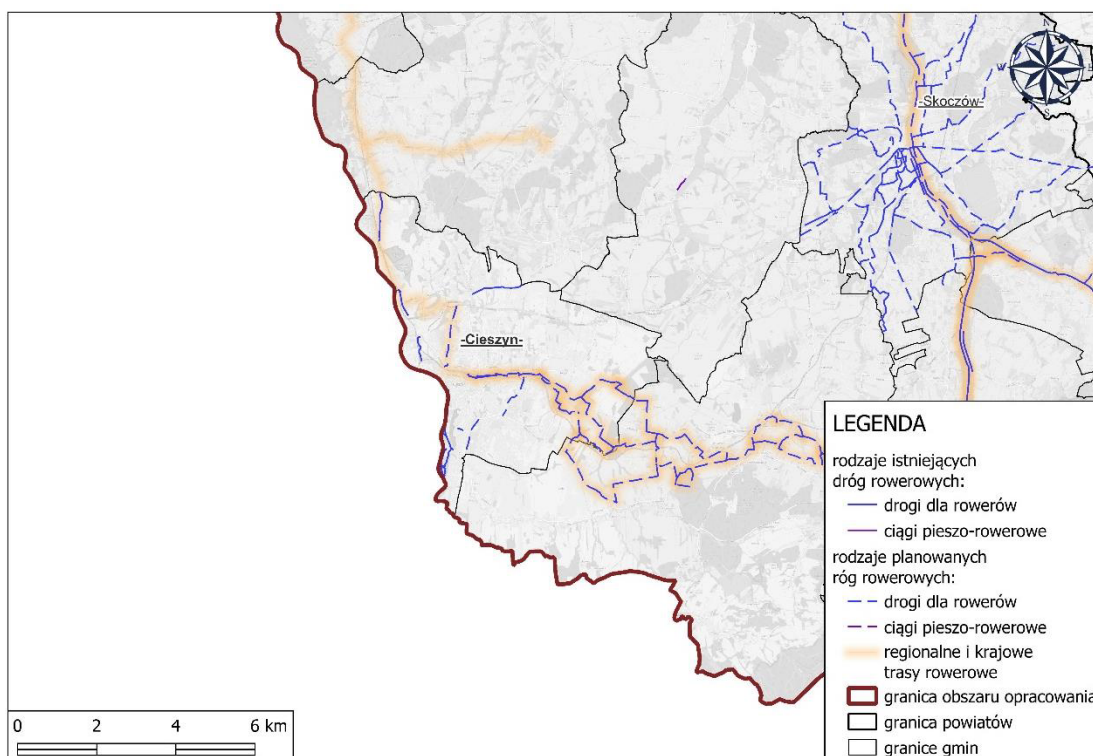 N
W
E
S
-Skoczów-
-Cieszyn-
LEGENDA
rodzaje istniejących
dróg rowerowych:
drogi dla rowerów
ciągi pieszo-rowerowe
rodzaje planowanych
róg rowerowych:
drogi dla rowerów
ciągi pieszo-rowerowe
regionalne i krajowe
trasy rowerowe
granica obszaru opracowania
granica powiatów
granice gmin
0 2 4 6 km